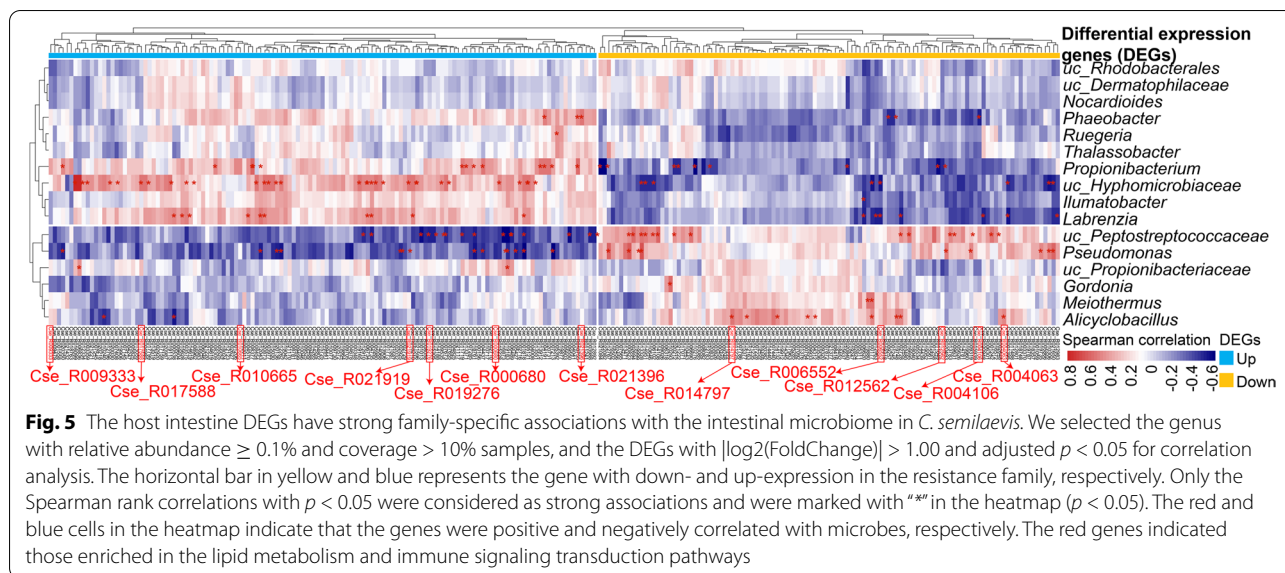 Differential expression
genes (DEGs)
uc_Rhodobacterales
uc_Dermatophilaceae
Nocardioides
Phaeobacter
Ruegeria
Thalassobacter
Propionibacterium
uc_Hyphomicrobiaceae
Ilumatobacter
Labrenzia
uc_Peptostreptococcaceae
Pseudomonas
uc_Propionibacteriaceae
Gordonia
Meiothermus
Alicyclobacillus
Spearman correlation DEGs
Up
Down
0.8 0.6 0.4 0.2 0 -0.2 -0.4 -0.6
Cse_R009333
Cse_R017588
Cse_R010665
Cse_R021919
Cse_R019276
Cse_R000680
Cse_R021396
Cse_R014797
Cse_R006552
Cse_R012562
Cse_R004106
Cse_R004063
Fig. 5 The host intestine DEGs have strong family-specific associations with the intestinal microbiome in C. semilaevis. We selected the genus
with relative abundance ≥ 0.1% and coverage > 10% samples, and the DEGs with |log2(FoldChange)| > 1.00 and adjusted p < 0.05 for correlation
analysis. The horizontal bar in yellow and blue represents the gene with down- and up-expression in the resistance family, respectively. Only the
Spearman rank correlations with p < 0.05 were considered as strong associations and were marked with "*" in the heatmap (p < 0.05). The red and
blue cells in the heatmap indicate that the genes were positive and negatively correlated with microbes, respectively. The red genes indicated
those enriched in the lipid metabolism and immune signaling transduction pathways